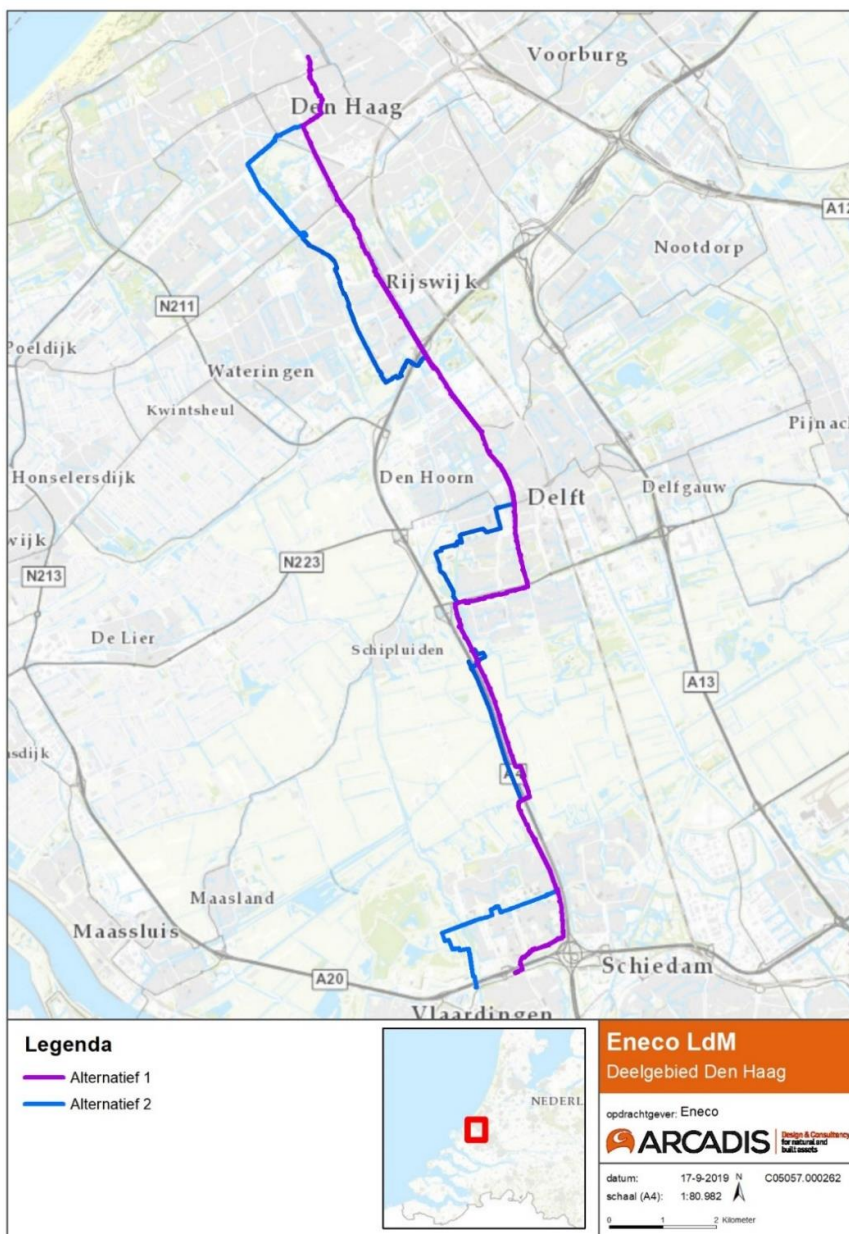 Voorburg
Den Haag
A12
Nootdorp
Rijswijk
N211
Poeldijk
Wateringen
Kwintsheul
Pijnac
Honselersdijk
Den Hoorn
Delfgauw
Delft
wijk
N223
N213
De Lier
Schipluiden
A13
sdijk
A4
Maasland
Maassluis
A20
Schiedam
Vlaardingen
Legenda
Alternatief 1
Alternatief 2
NEDERL
Eneco LdM
Deelgebied Den Haag
opdrachtgever: Eneco
ARCADIS Design & Consultancy
for natural and
built assets
datum: 17-9-2019 N C05057.000262
schaal (A4): 1:80.982
0 1 2 Kilometer